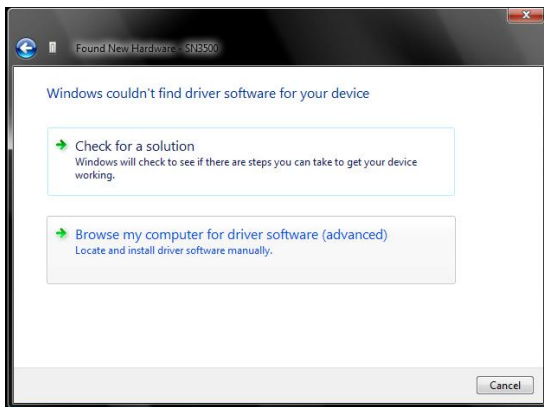 Found New Hardware - SN3500
Windows couldn't find driver software for your device
Check for a solution
Windows will check to see if there are steps you can take to get your device
working.
Browse my computer for driver software (advanced)
Locate and install driver software manually.
Cancel